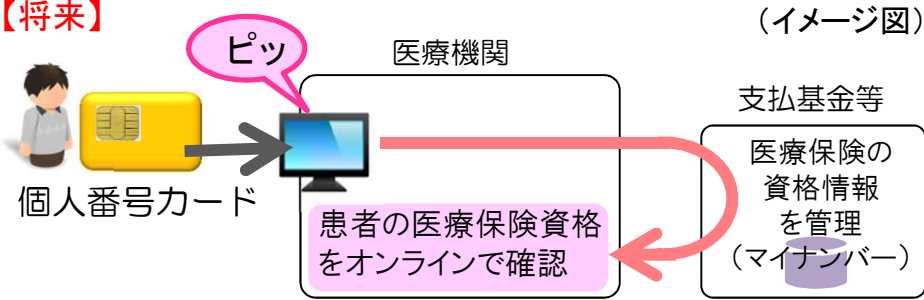 【将来】
(イメージ図)
ピッ
医療機関
支払基金等
個人番号カード
患者の医療保険資格
をオンラインで確認
医療保険の
資格情報
を管理
(マイナンバー)